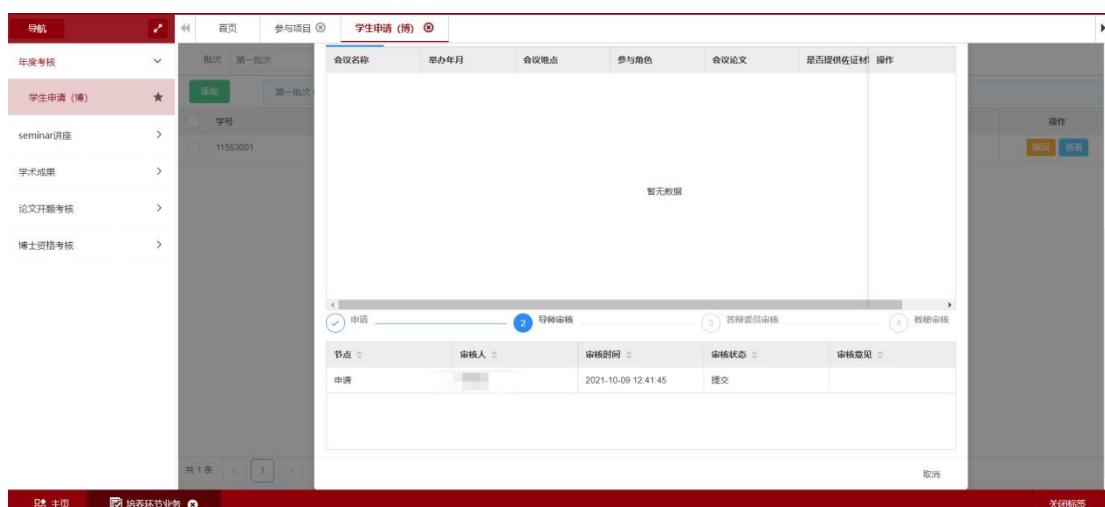 导航 首页 参与项目 学生申请（博）
年度考核 批次 第一批次 会议名称 举办年月 会议地点 参与角色 会议论文 是否提供佐证材 操作
学生申请（博） 添加 第一批次
学号 操作
seminar讲座
11553001 撤回 查看
学术成果
暂无数据
论文开题考核
博士资格考核
申请 2 导师审核 3 答辩委员审核 4 教秘审核
节点 审核人 审核时间 审核状态 审核意见
申请 2021-10-09 12:41:45 提交
共 1 条 1 取消
主页 培养环节业务 关闭标签